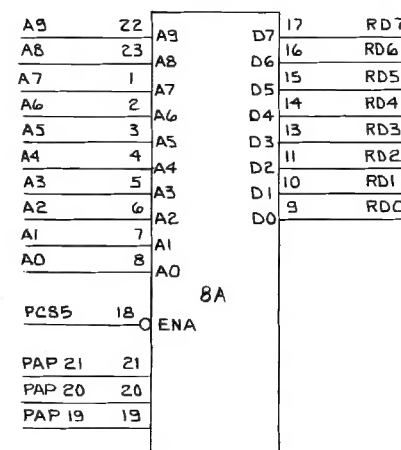 A9 22 A9 D7 17 RD7
A8 23 A8 D6 16 RD6
A7 1 A7 D5 15 RD5
A6 2 A6 D4 14 RD4
A5 3 A5 D3 13 RD3
A4 4 A4 D2 11 RD2
A3 5 A3 D1 10 RD1
A2 6 A2 D0 9 RD0
A1 7 A1
A0 8 A0
8A
PCS5 18 ENA
PAP 21 21
PAP 20 20
PAP 19 19